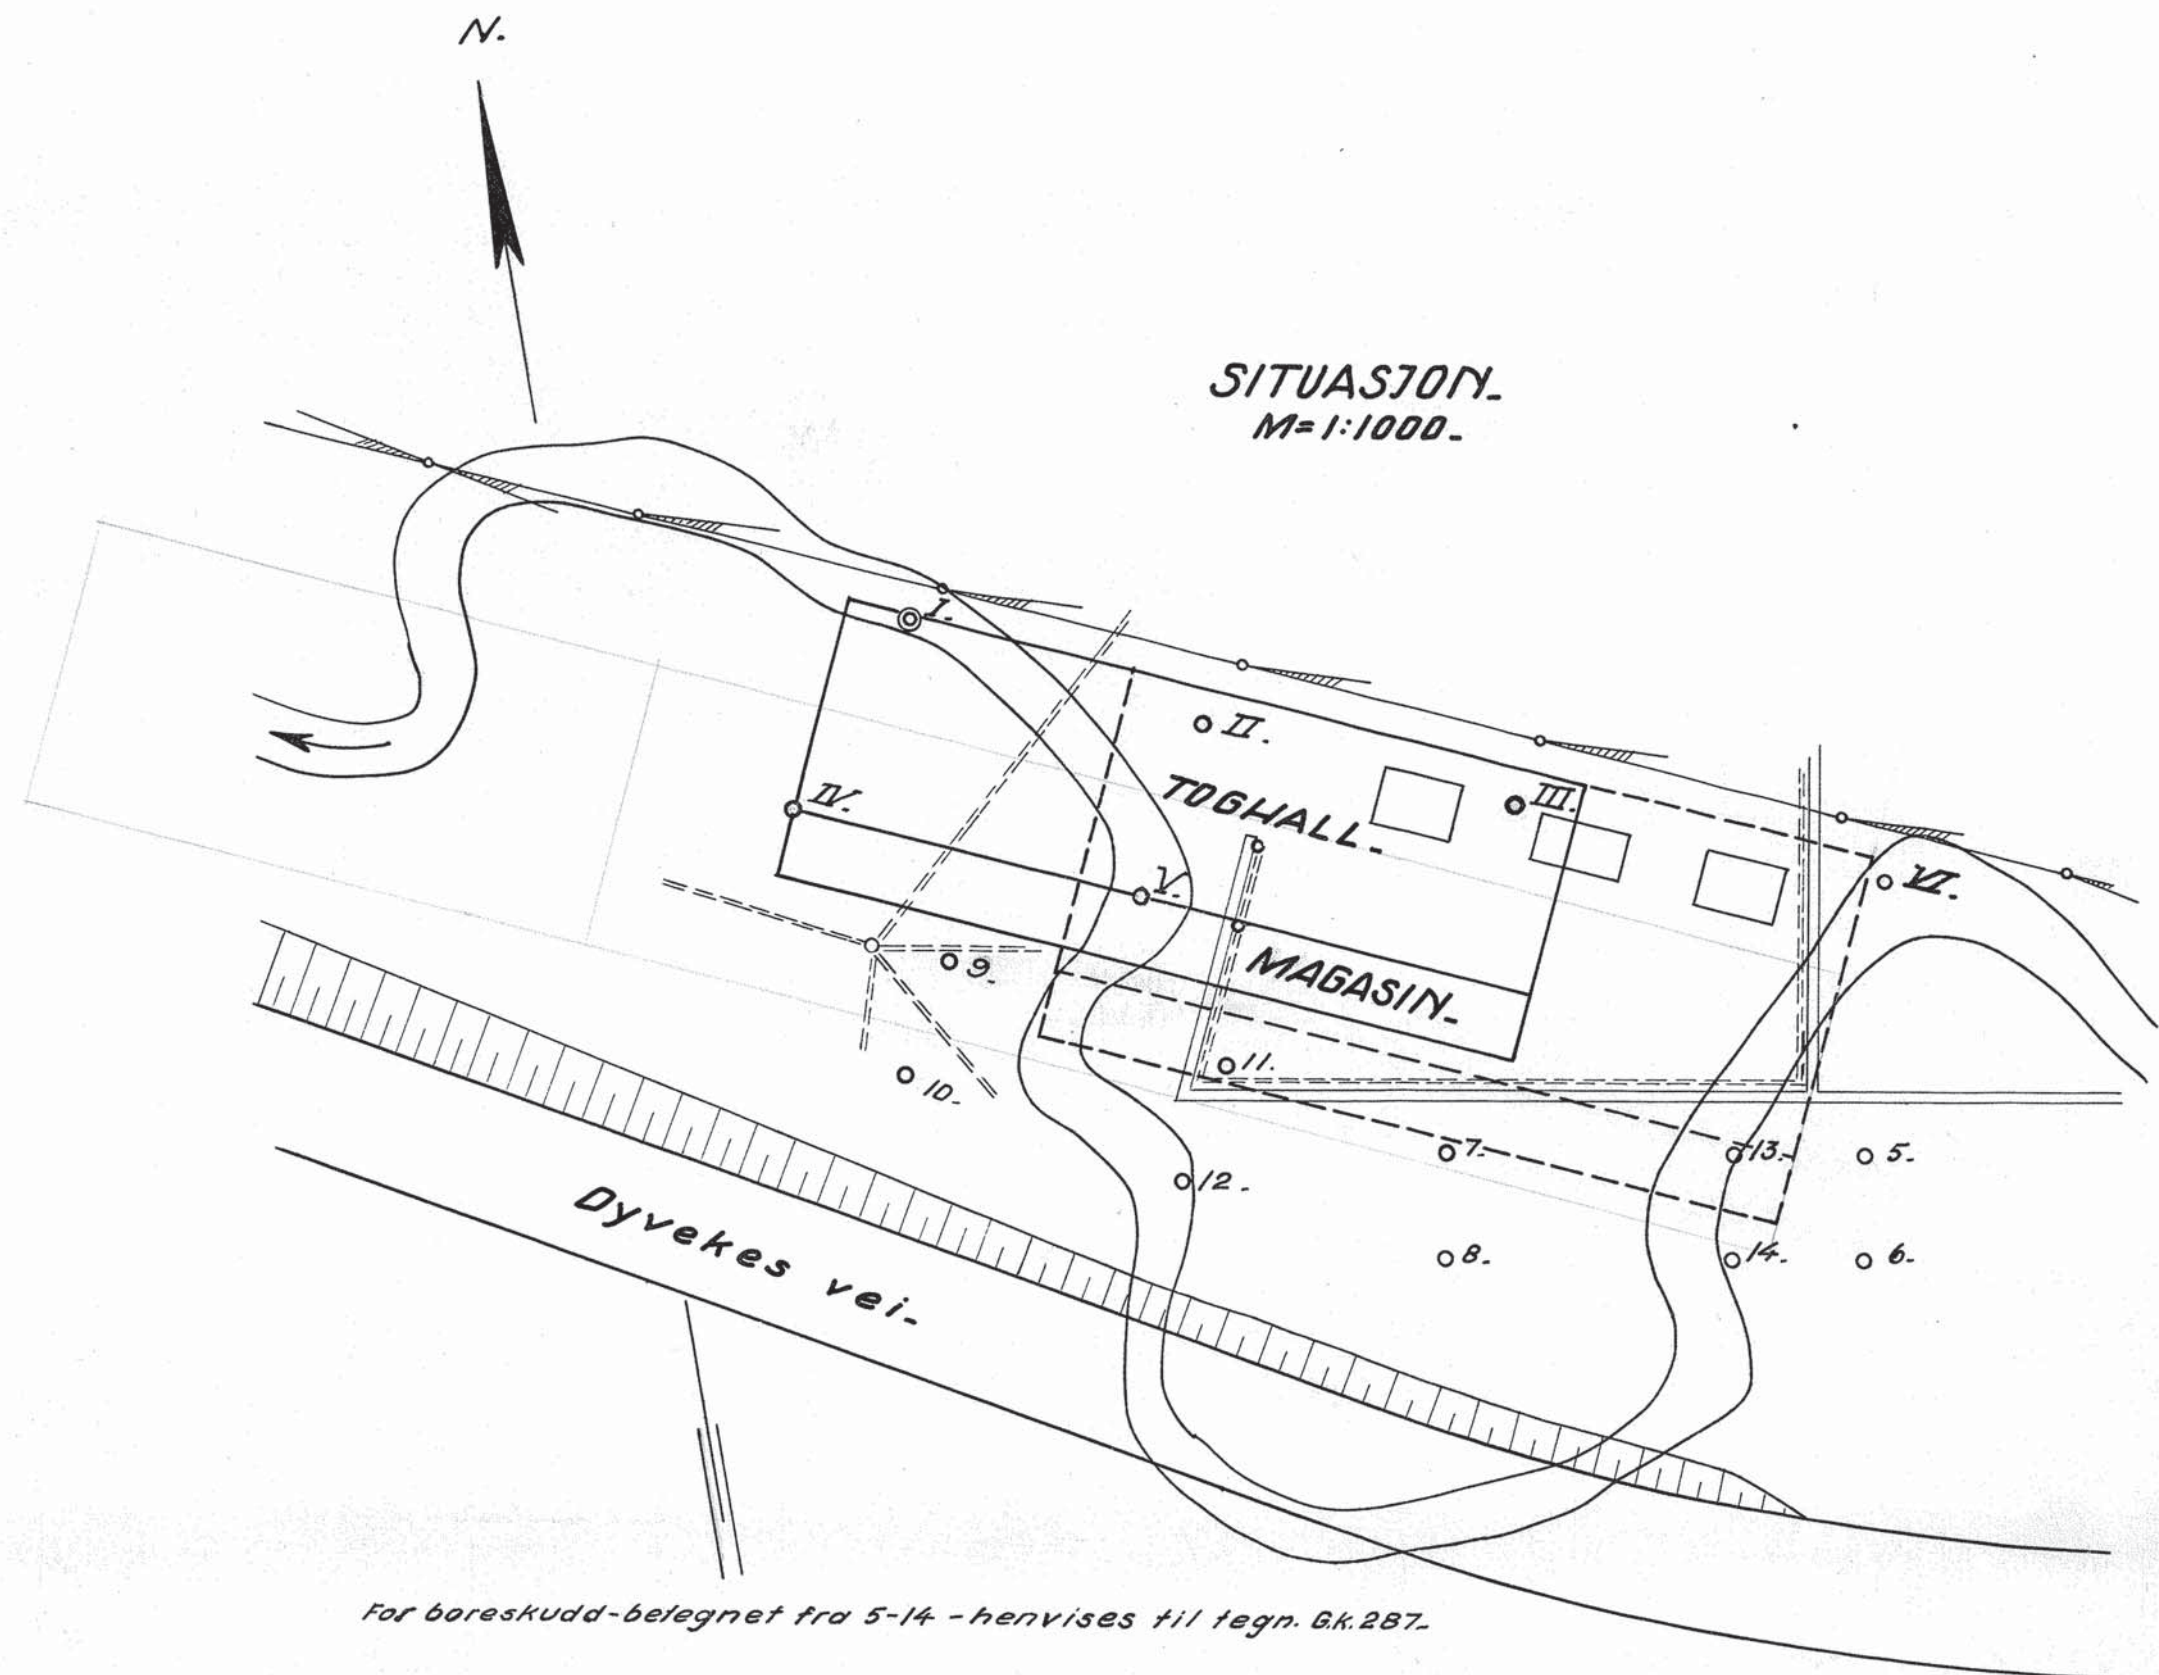 N.
SITUASJON.
M=1:1000.
I.
II.
III.
TOGHALL.
IV.
V.
VI.
9.
MAGASIN.
10.
11.
7.
13.
5.
12.
8.
14.
6.
Dyvekes vei.
For boreskudd-betegnet fra 5-14 - henvises til tegn. G.K. 287.